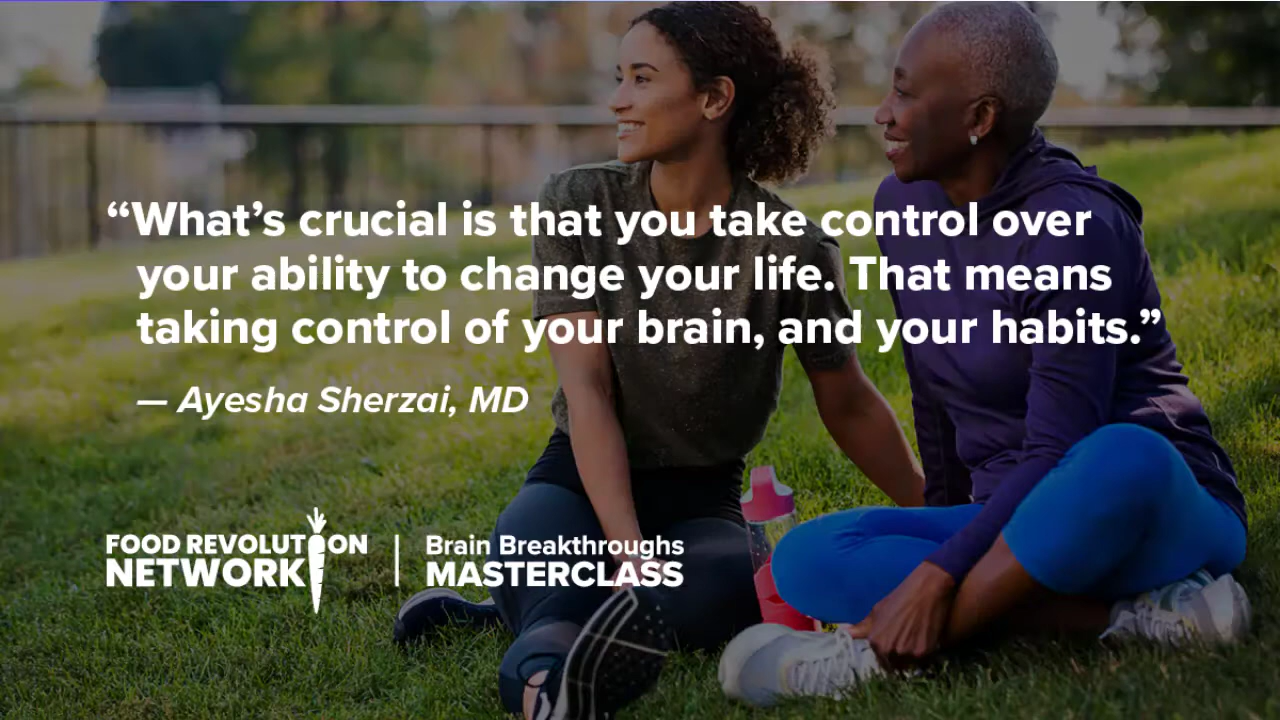 “What’s crucial is that you take control over
your ability to change your life. That means
taking control of your brain, and your habits.”
— Ayesha Sherzai, MD
FOOD REVOLUTION
NETWORK
Brain Breakthroughs
MASTERCLASS